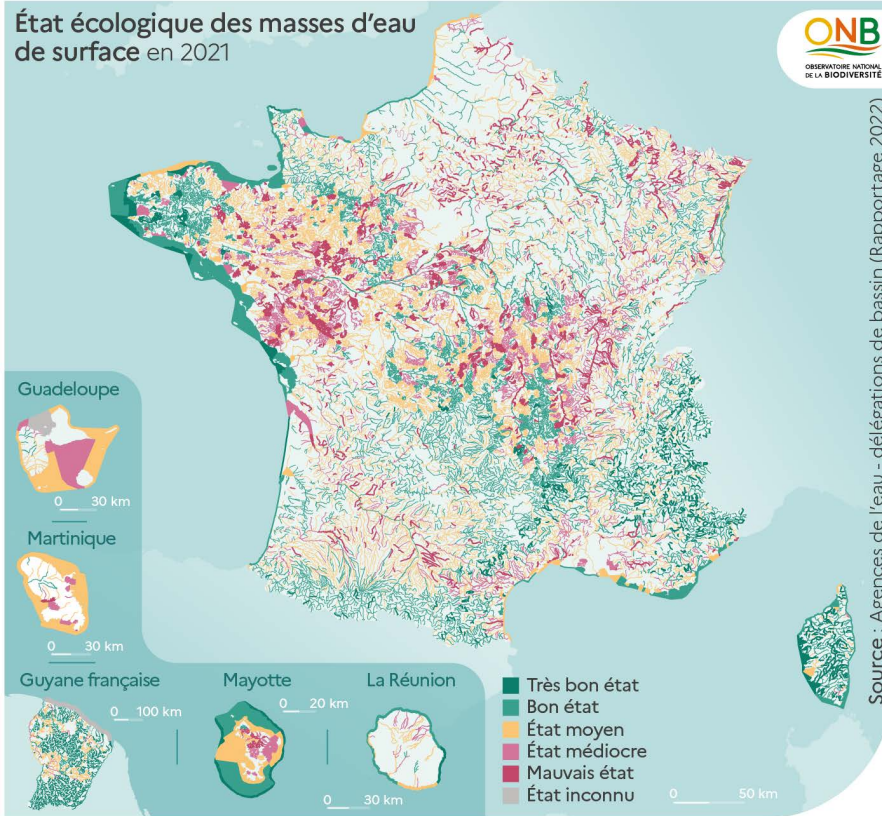 État écologique des masses d'eau
de surface en 2021
ONB
OBSERVATOIRE NATIONAL
DE LA BIODIVERSITÉ
Source : Agences de l'eau - délégations de bassin (Rapportage 2022)
Guadeloupe
0 30 km
Martinique
0 30 km
Guyane française
0 100 km
Mayotte
0 20 km
La Réunion
0 30 km
Très bon état
Bon état
État moyen
État médiocre
Mauvais état
État inconnu
0 50 km